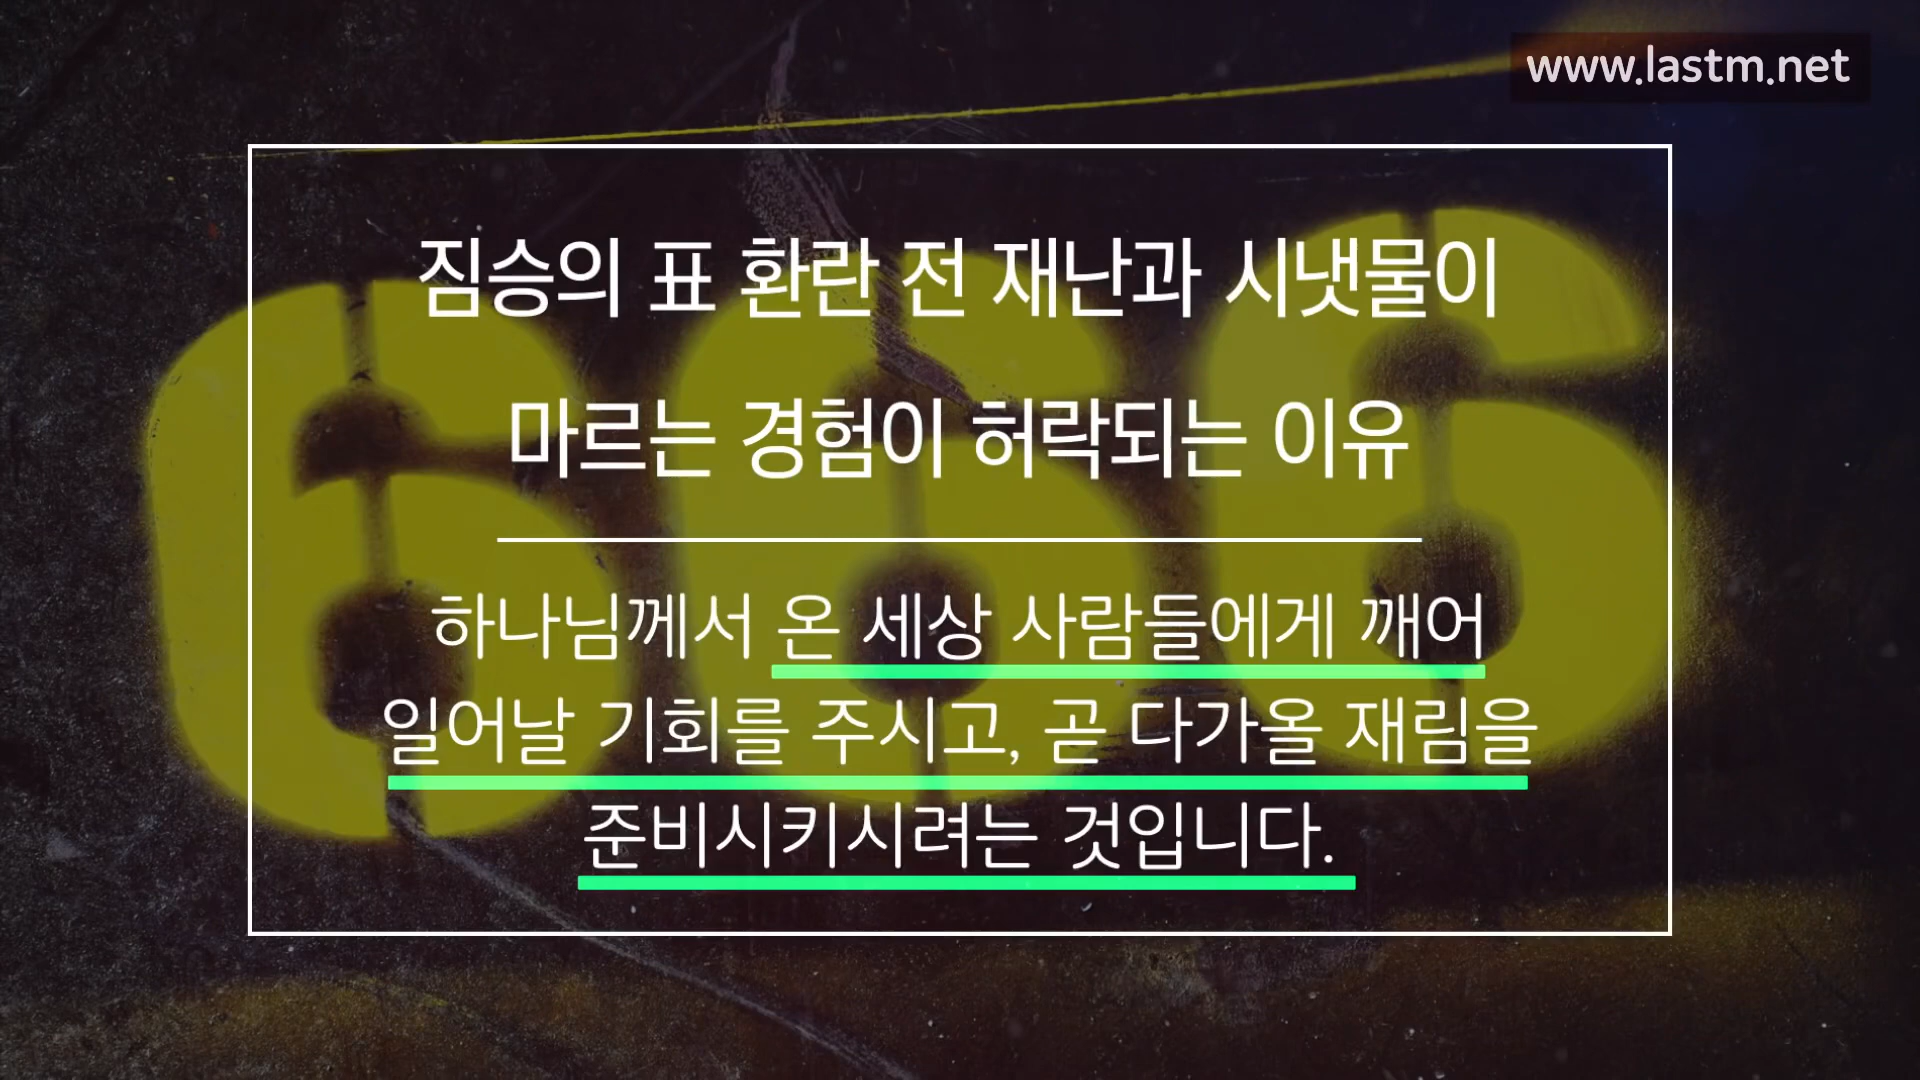 www.lastm.net
짐승의 표 환란 전 재난과 시냇물이
마르는 경험이 허락되는 이유
하나님께서 온 세상 사람들에게 깨어
일어날 기회를 주시고, 곧 다가올 재림을
준비시키시려는 것입니다.
666